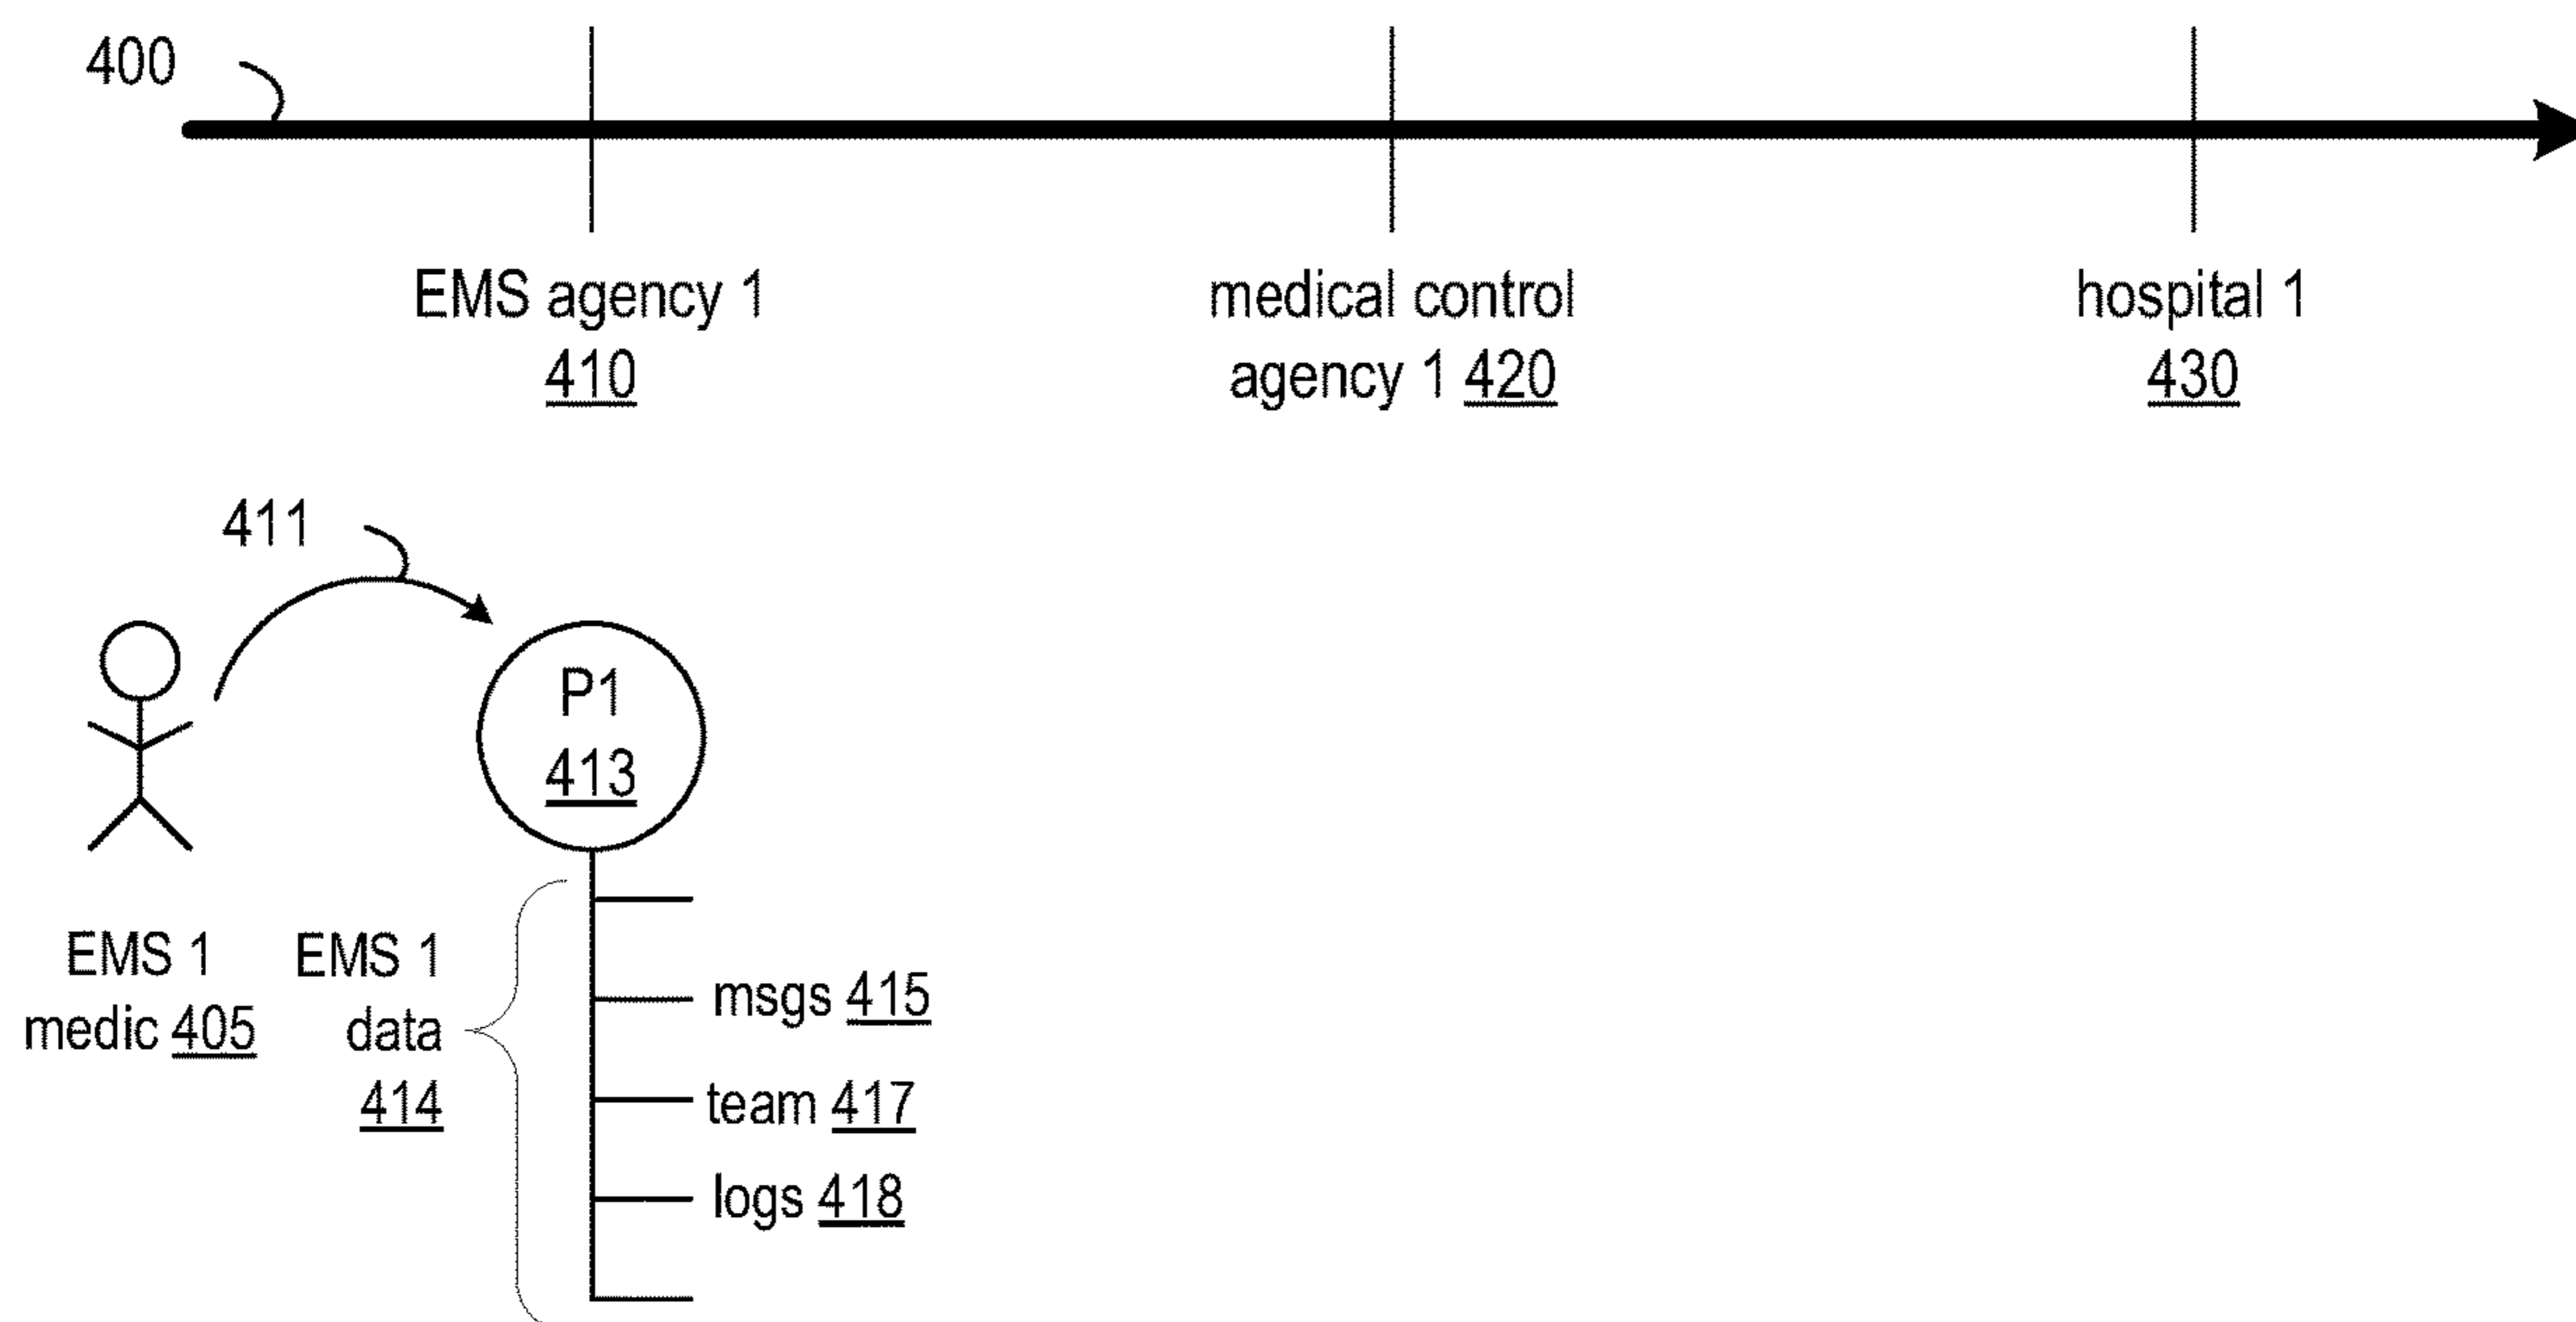 400
EMS agency 1
410
medical control
agency 1 420
hospital 1
430
411
P1
413
EMS 1
medic 405
EMS 1
data
414
msgs 415
team 417
logs 418